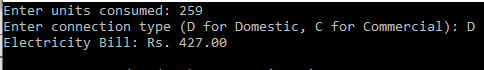 Enter units consumed: 259
Enter connection type (D for Domestic, C for Commercial): D
Electricity Bill: Rs. 427.00